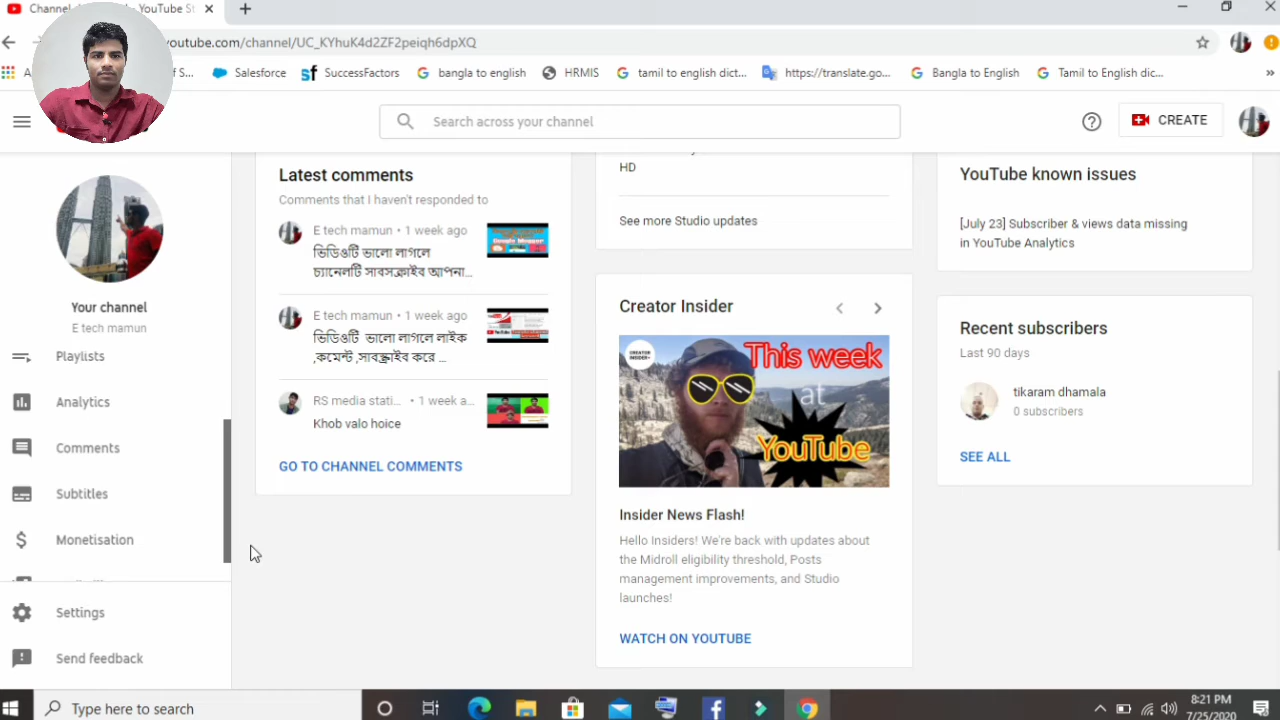 YouTube St
youtube.com/channel/UC_KYhuK4d2ZF2peiqh6dpXQ
Salesforce
SuccessFactors
bangla to english
HRMIS
tamil to english dict...
https://translate.go...
Bangla to English
Tamil to English dic...
»
Search across your channel
CREATE
Your channel
E tech mamun
Playlists
Analytics
Comments
Subtitles
Monetisation
Settings
Send feedback
Latest comments
Comments that I haven't responded to
E tech mamun • 1 week ago
ভিডিওটি ভালো লাগলে
চ্যানেলটি সাবসক্রাইব আপনা...
E tech mamun • 1 week ago
ভিডিওটি ভালো লাগলে লাইক
,কমেন্ট ,সাবস্ক্রাইব করে ...
RS media stati... • 1 week a...
Khob valo hoice
GO TO CHANNEL COMMENTS
HD
See more Studio updates
Creator Insider
CREATOR INSIDER
This week
at
YouTube
Insider News Flash!
Hello Insiders! We're back with updates about
the Midroll eligibility threshold, Posts
management improvements, and Studio
launches!
WATCH ON YOUTUBE
YouTube known issues
[July 23] Subscriber & views data missing
in YouTube Analytics
Recent subscribers
Last 90 days
tikaram dhamala
0 subscribers
SEE ALL
Type here to search
8:21 PM
7/25/2020